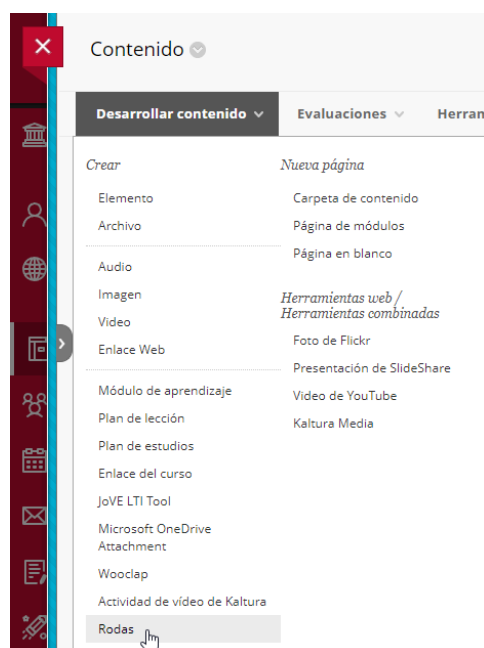 Contenido
Desarrollar contenido
Evaluaciones
Herram
Crear
Elemento
Archivo
Audio
Imagen
Video
Enlace Web
Módulo de aprendizaje
Plan de lección
Plan de estudios
Enlace del curso
JoVE LTI Tool
Microsoft OneDrive
Attachment
Wooclap
Actividad de vídeo de Kaltura
Rodas
Nueva página
Carpeta de contenido
Página de módulos
Página en blanco
Herramientas web /
Herramientas combinadas
Foto de Flickr
Presentación de SlideShare
Video de YouTube
Kaltura Media